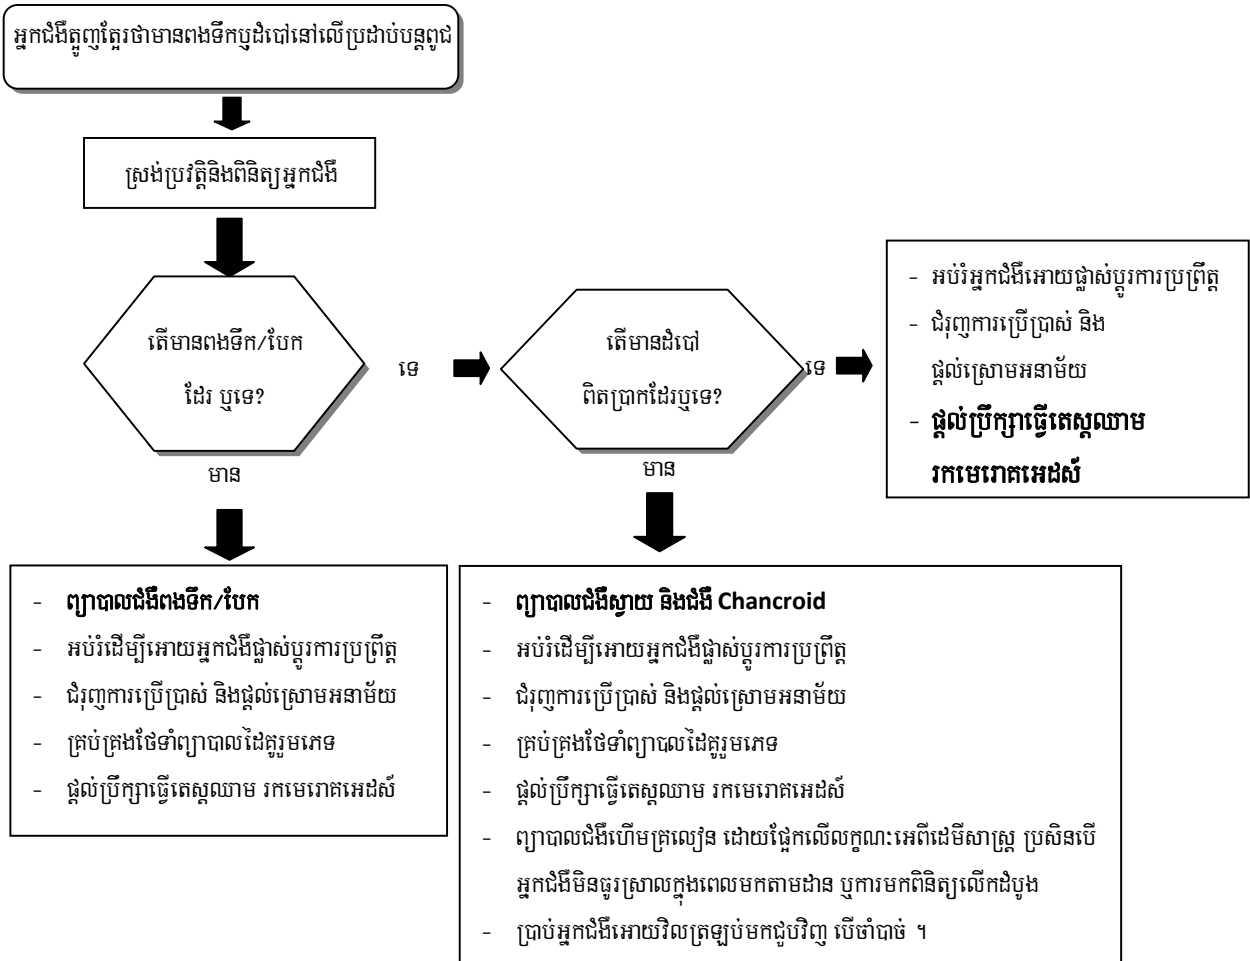 អ្នកជំងឺត្អូញត្អែរថាមានពងទឹកឬដំបៅនៅលើប្រដាប់បន្តពូជ
ស្រង់ប្រវត្តិនិងពិនិត្យអ្នកជំងឺ
តើមានពងទឹក/បែក
ដែរ ឬទេ?
ទេ
តើមានដំបៅ
ពិតប្រាកដែរឬទេ?
ទេ
- អប់រំអ្នកជំងឺអោយផ្លាស់ប្តូរការប្រព្រឹត្ត
- ជំរុញការប្រើប្រាស់ និង
ផ្តល់ស្រោមអនាម័យ
- ផ្តល់ប្រឹក្សាធ្វើតេស្តឈាម
រកមេរោគអេដស៍
មាន
មាន
- ព្យាបាលជំងឺពងទឹក/បែក
- អប់រំដើម្បីអោយអ្នកជំងឺផ្លាស់ប្តូរការប្រព្រឹត្ត
- ជំរុញការប្រើប្រាស់ និងផ្តល់ស្រោមអនាម័យ
- គ្រប់គ្រងថែទាំព្យាបាលដៃគូរួមភេទ
- ផ្តល់ប្រឹក្សាធ្វើតេស្តឈាម រកមេរោគអេដស៍
- ព្យាបាលជំងឺស្វាយ និងជំងឺ Chancroid
- អប់រំដើម្បីអោយអ្នកជំងឺផ្លាស់ប្តូរការប្រព្រឹត្ត
- ជំរុញការប្រើប្រាស់ និងផ្តល់ស្រោមអនាម័យ
- គ្រប់គ្រងថែទាំព្យាបាលដៃគូរួមភេទ
- ផ្តល់ប្រឹក្សាធ្វើតេស្តឈាម រកមេរោគអេដស៍
- ព្យាបាលជំងឺហើមគ្រលៀន ដោយផ្អែកលើលក្ខណៈអេពីដេមីសាស្ត្រ ប្រសិនបើ
អ្នកជំងឺមិនធូរស្រាលក្នុងពេលមកតាមដាន ឬការមកពិនិត្យលើកដំបូង
- ប្រាប់អ្នកជំងឺអោយវិលត្រឡប់មកជួបវិញ បើចាំបាច់ ។